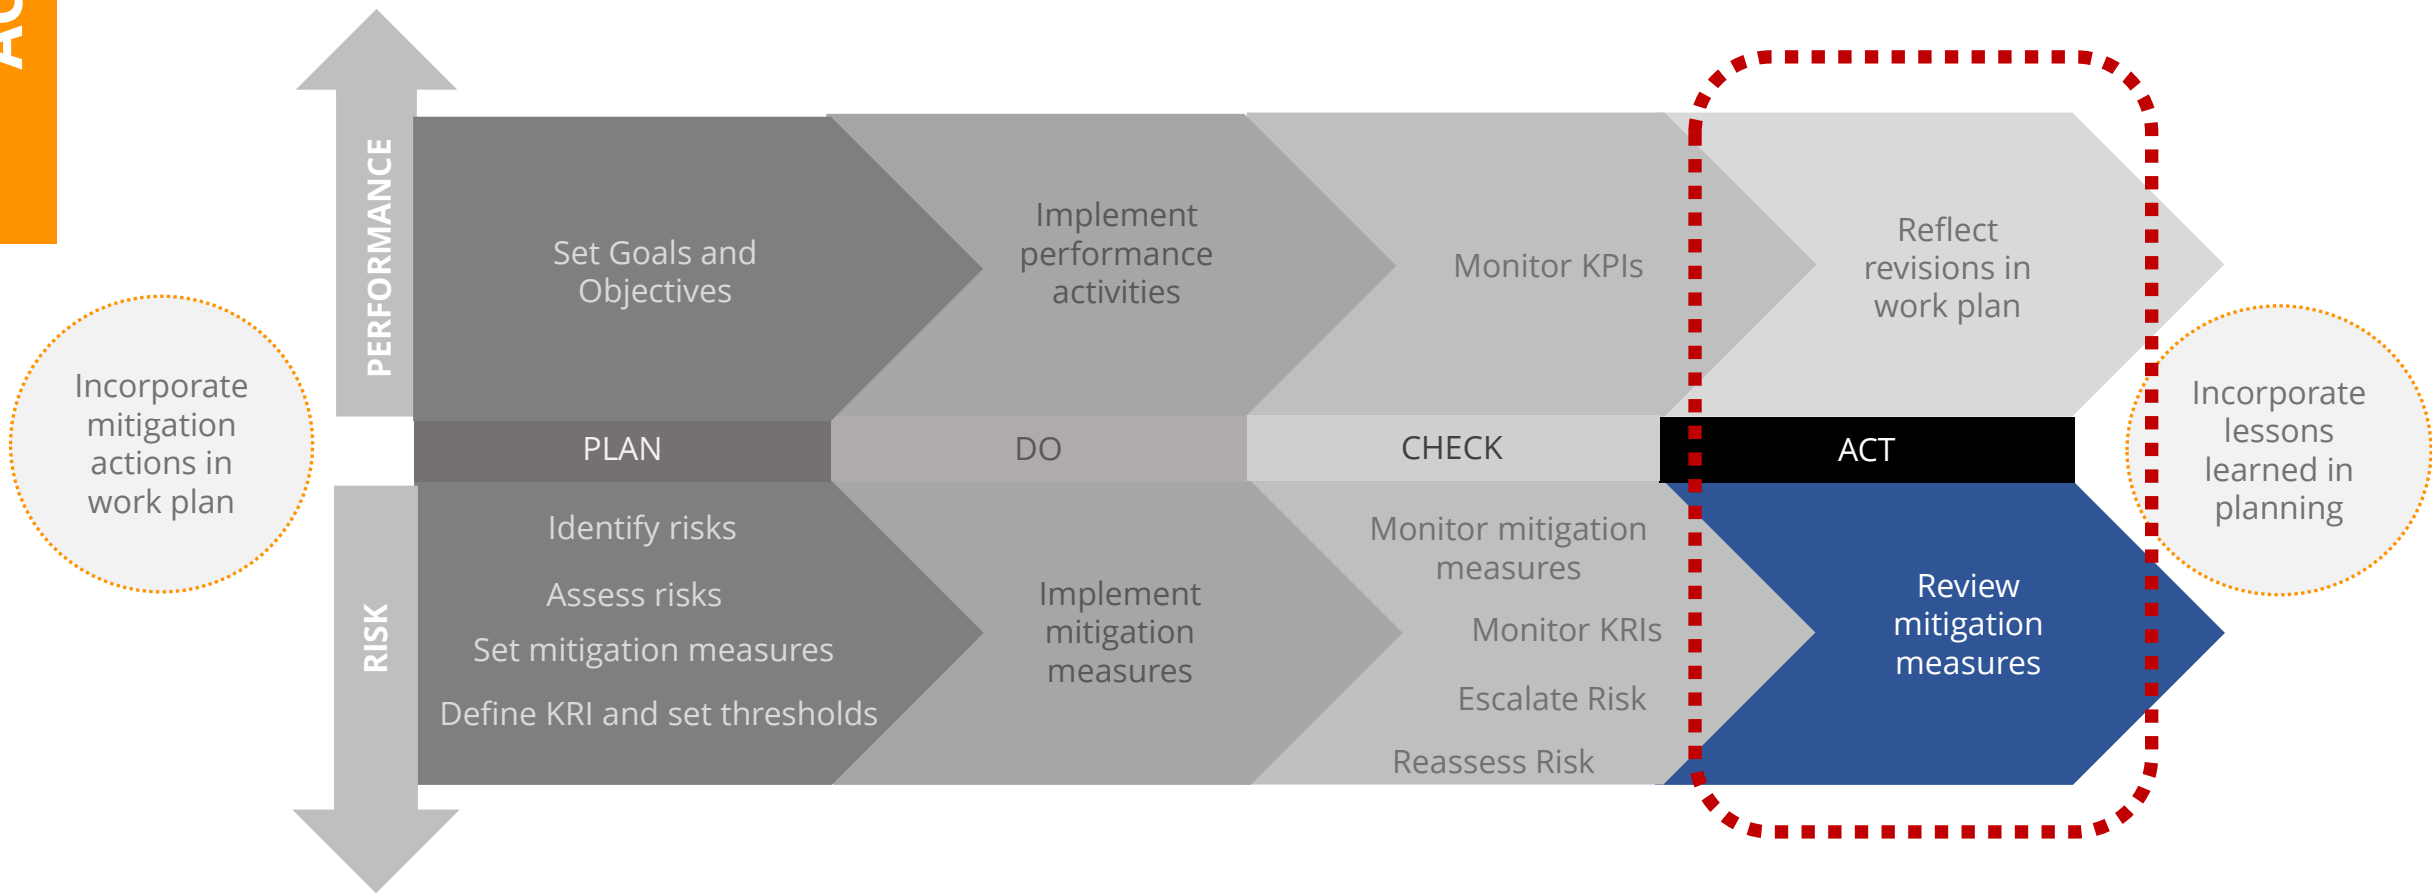 PERFORMANCE
Set Goals and
Objectives
Implement
performance
activities
Monitor KPIs
Reflect
revisions in
work plan
Incorporate
mitigation
actions in
work plan
PLAN
DO
CHECK
ACT
Incorporate
lessons
learned in
planning
RISK
Identify risks
Assess risks
Set mitigation measures
Define KRI and set thresholds
Implement
mitigation
measures
Monitor mitigation
measures
Monitor KRIs
Escalate Risk
Reassess Risk
Review
mitigation
measures